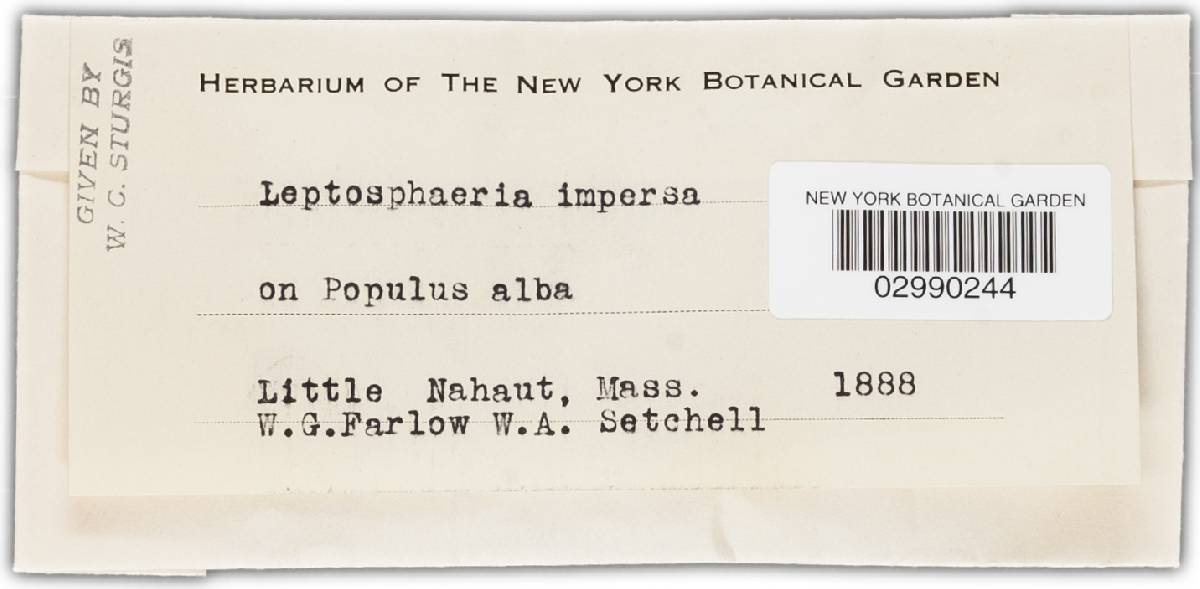 GIVEN BY
W. C. STURGIS
HERBARIUM OF THE NEW YORK BOTANICAL GARDEN
Leptosphaeria impersa
on Populus alba
Little Nahaut, Mass. 1888
W.G.Farlow W.A. Setchell
NEW YORK BOTANICAL GARDEN
02990244